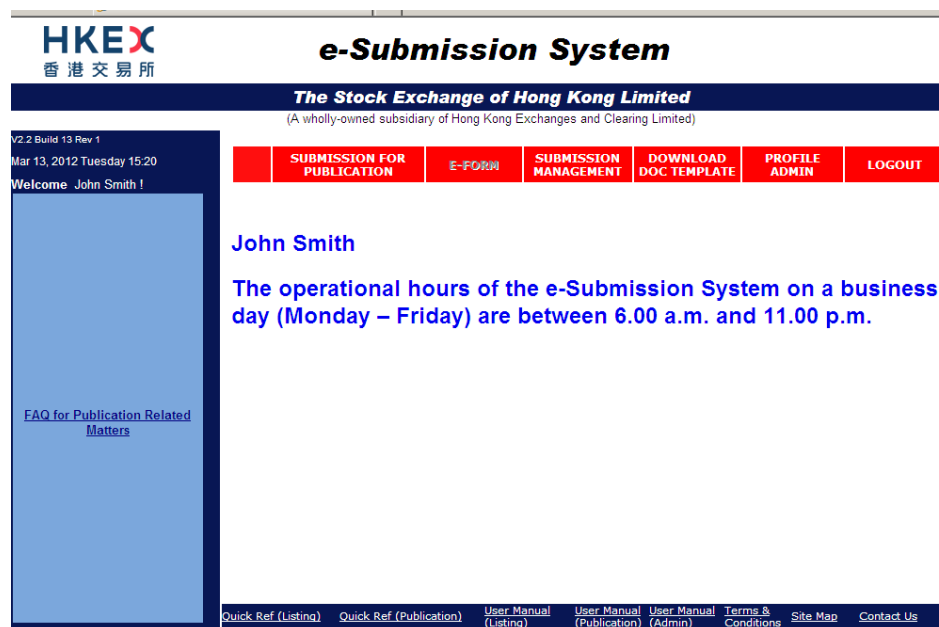 HKEX
香港交易所
e-Submission System
The Stock Exchange of Hong Kong Limited
(A wholly-owned subsidiary of Hong Kong Exchanges and Clearing Limited)
V2.2 Build 13 Rev 1
Mar 13, 2012 Tuesday 15:20
Welcome John Smith !
SUBMISSION FOR
PUBLICATION
E-FORM
SUBMISSION
MANAGEMENT
DOWNLOAD
DOC TEMPLATE
PROFILE
ADMIN
LOGOUT
John Smith
The operational hours of the e-Submission System on a business
day (Monday – Friday) are between 6.00 a.m. and 11.00 p.m.
FAQ for Publication Related
Matters
Quick Ref (Listing)
Quick Ref (Publication)
User Manual
(Listing)
User Manual
(Publication)
User Manual
(Admin)
Terms &
Conditions
Site Map
Contact Us